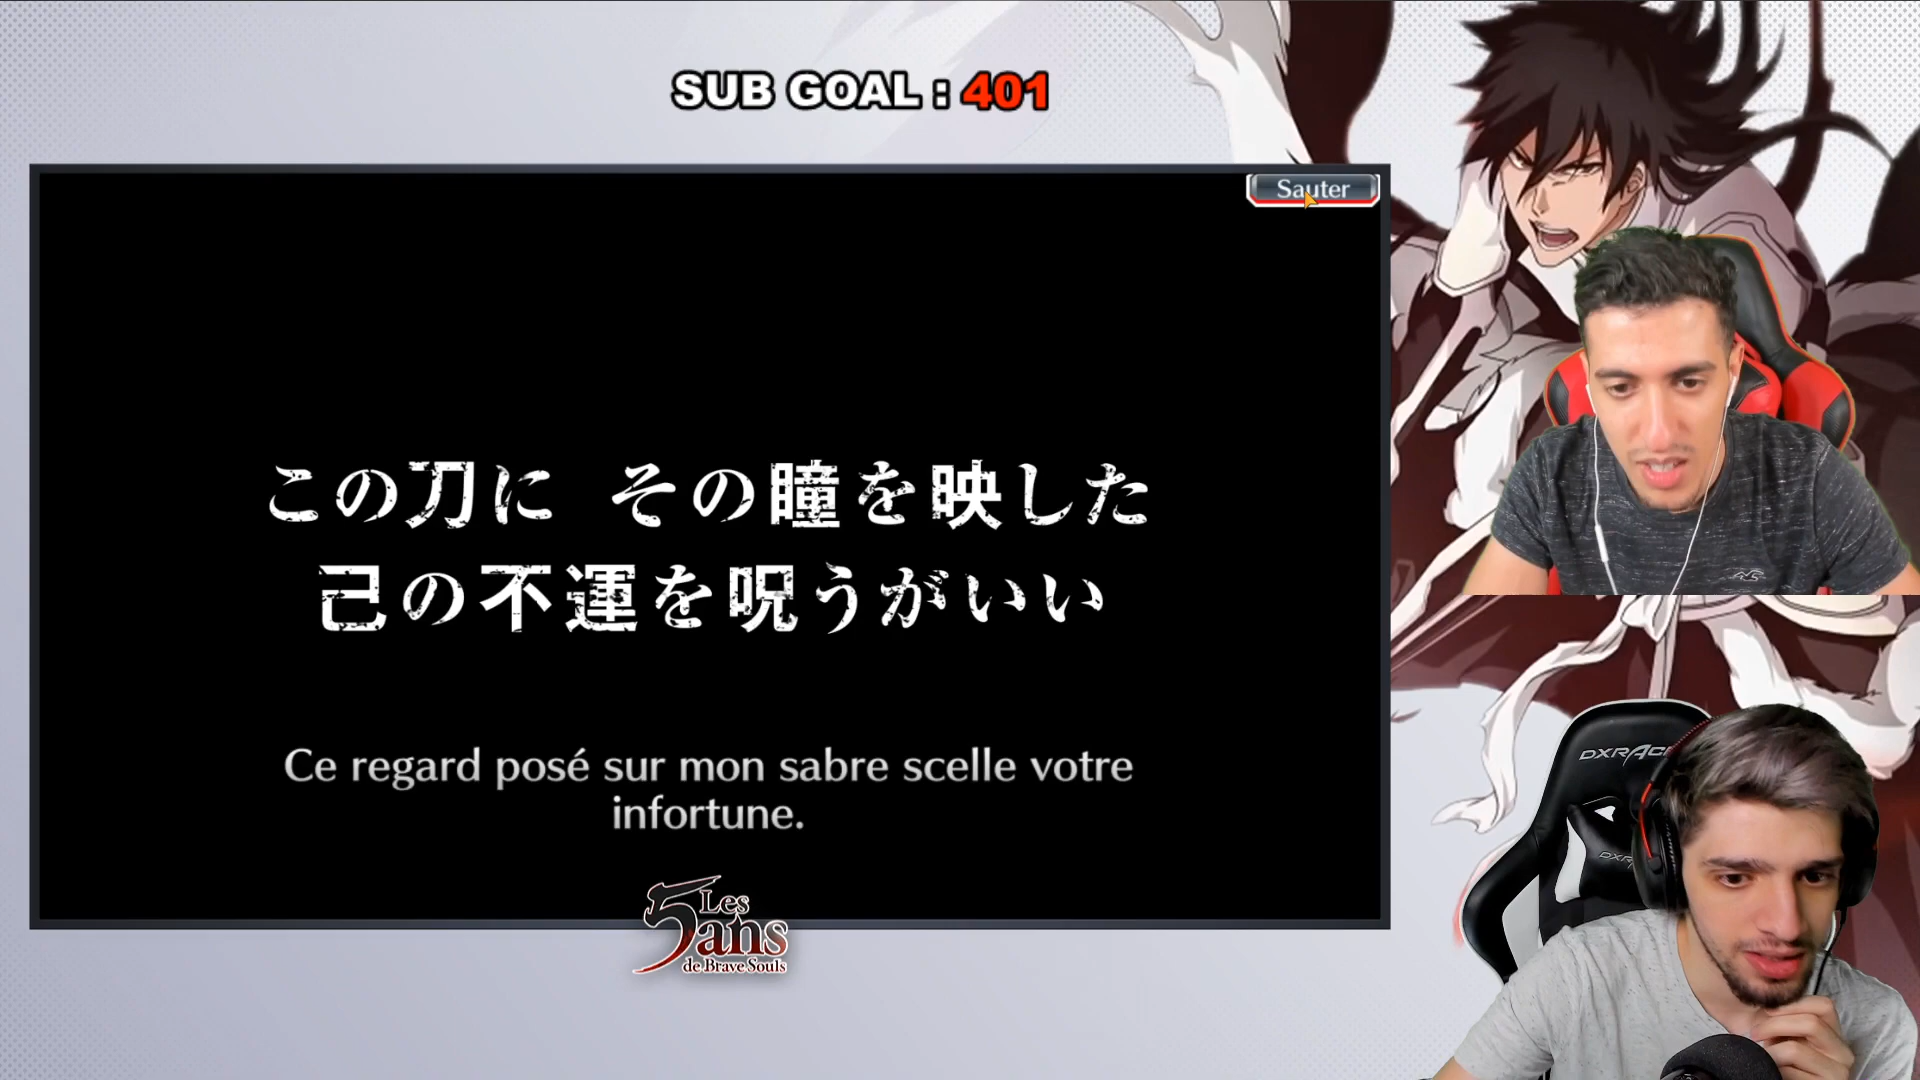 SUB GOAL : 401
Sauter
この刀に その瞳を映した
己の不運を呪うがいい
Ce regard posé sur mon sabre scelle votre
infortune.
Les
5 ans
de Brave Souls